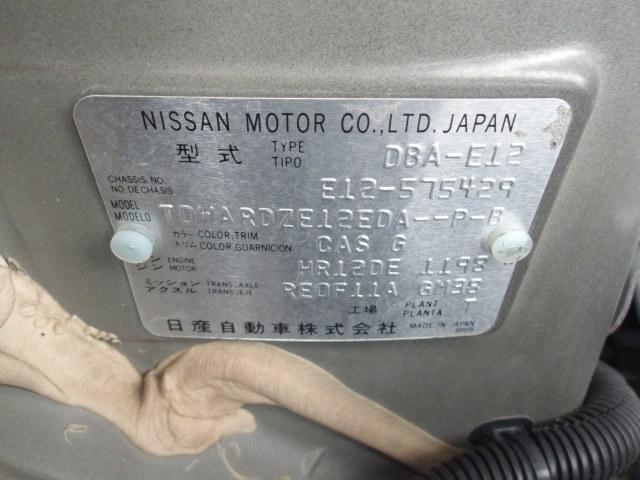 NISSAN MOTOR CO.,LTD. JAPAN
型式 TYPE TIPO DBA-E12
CHASSIS NO. NO. DE CHASIS E12-575429
MODEL MODELO TDWARDZE12EDA--P-B
カラー COLOR,TRIM トリム COLOR,GUARNICION CAS G
ENGINE MOTOR HR12DE 1198
ミッション TRANS.,AXLE アクスル TRANS.,EJE RE0F11A GM38
工場 PLANT PLANTA
日産自動車株式会社 MADE IN JAPAN